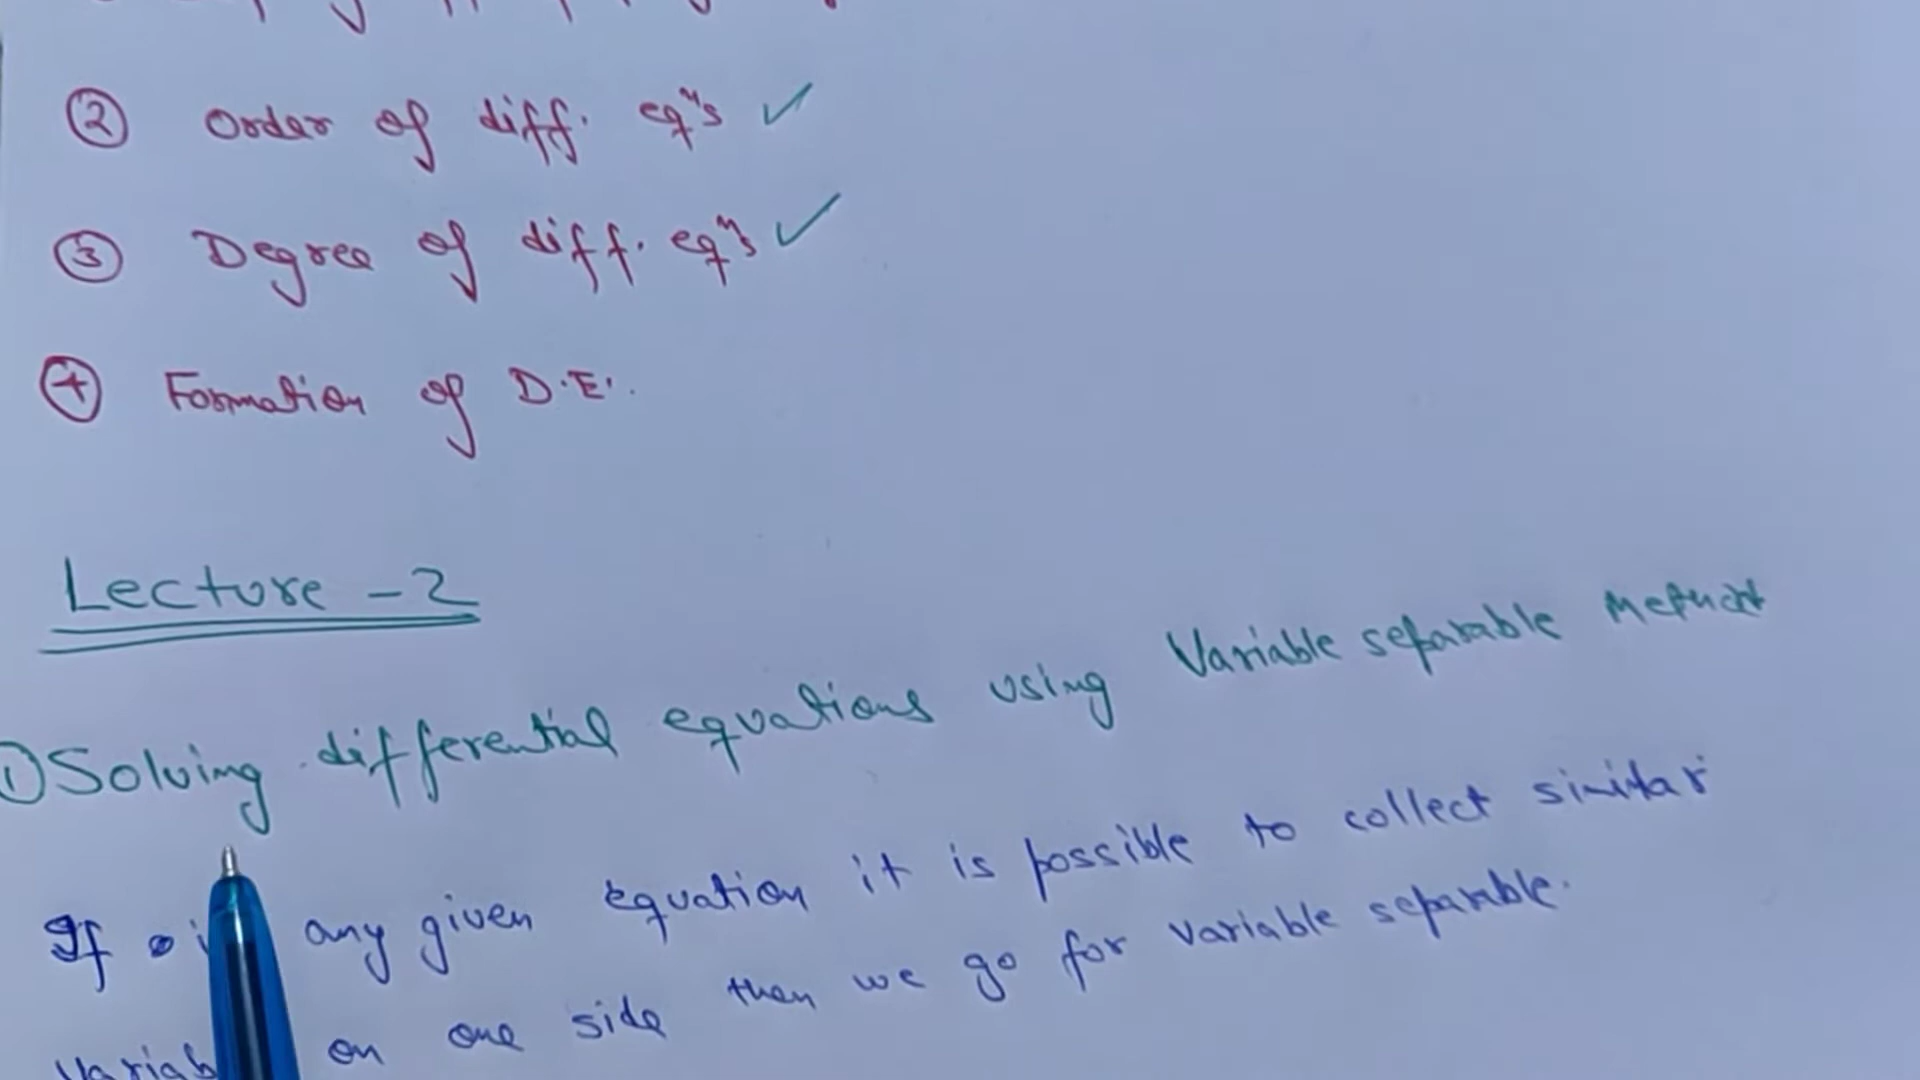 ② Order of diff. eqⁿs ✓
③ Degree of diff. eqⁿs ✓
④ Formation of D.E.
Lecture - 2
① Solving differential equations using Variable separable Method
If any given equation it is possible to collect similar
on one side then we go for variable separable.